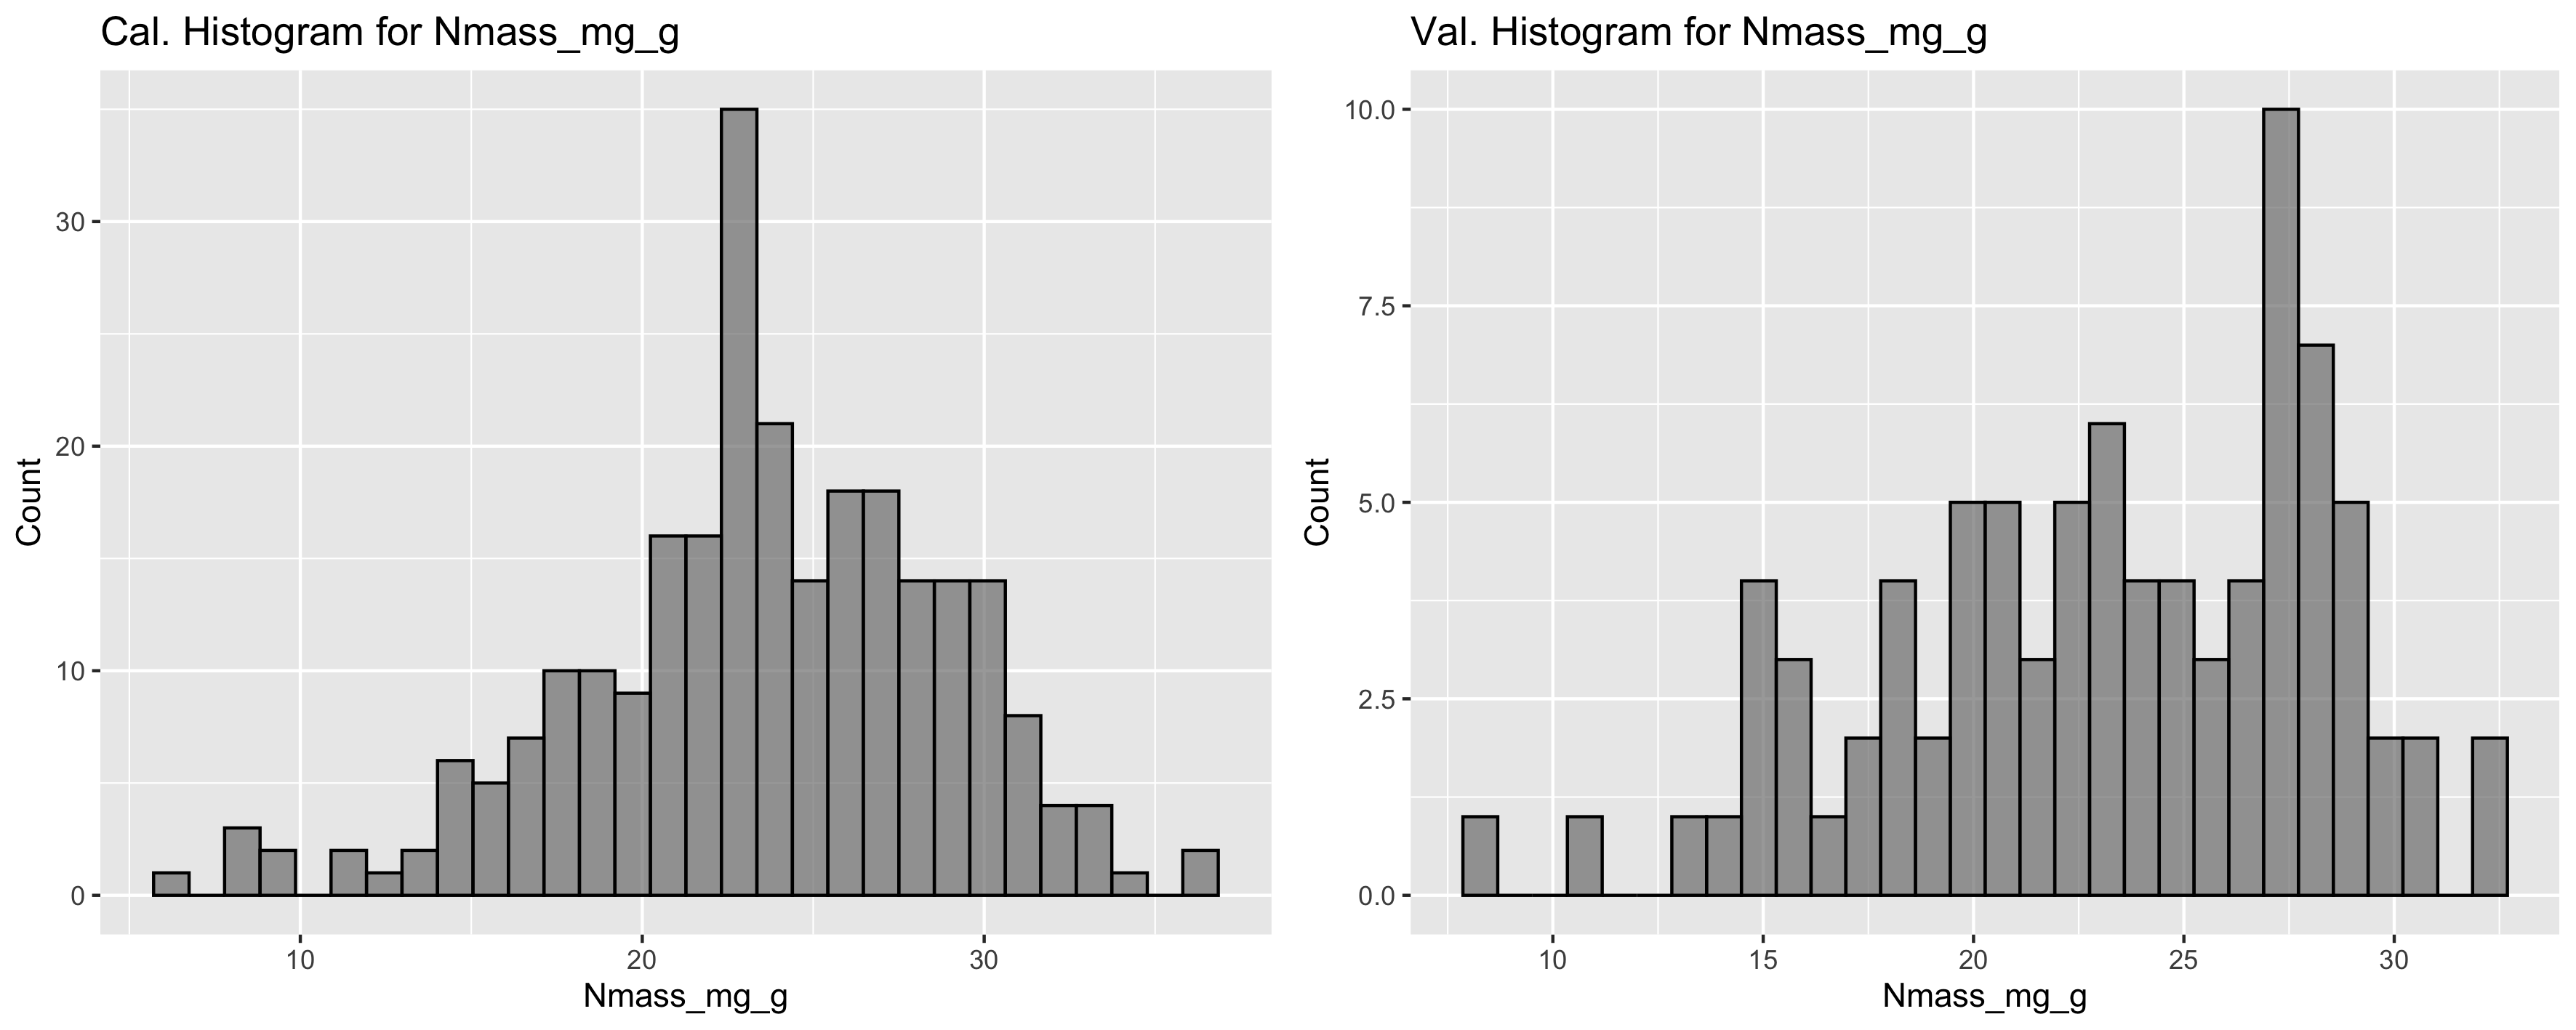 Cal. Histogram for Nmass_mg_g
Count
30
20
10
0
10 20 30
Nmass_mg_g
Val. Histogram for Nmass_mg_g
Count
10.0
7.5
5.0
2.5
0.0
10 15 20 25 30
Nmass_mg_g